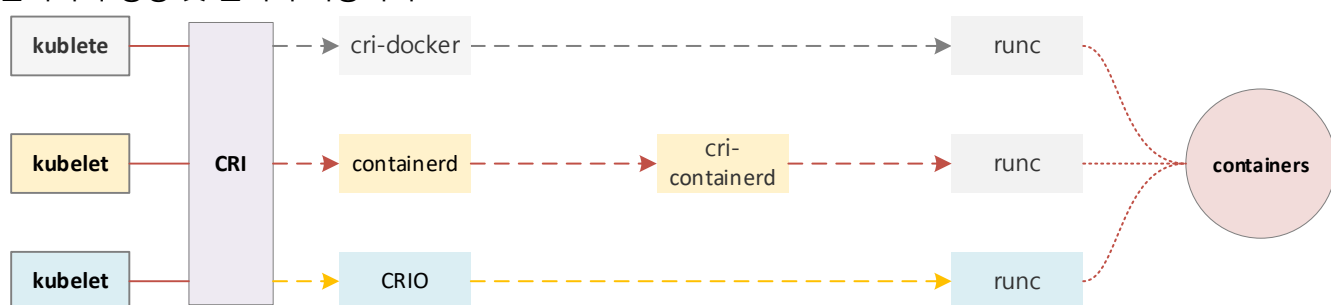 kublete
cri-docker
runc
kubelet
CRI
containerd
cri-
containerd
runc
containers
kubelet
CRIO
runc